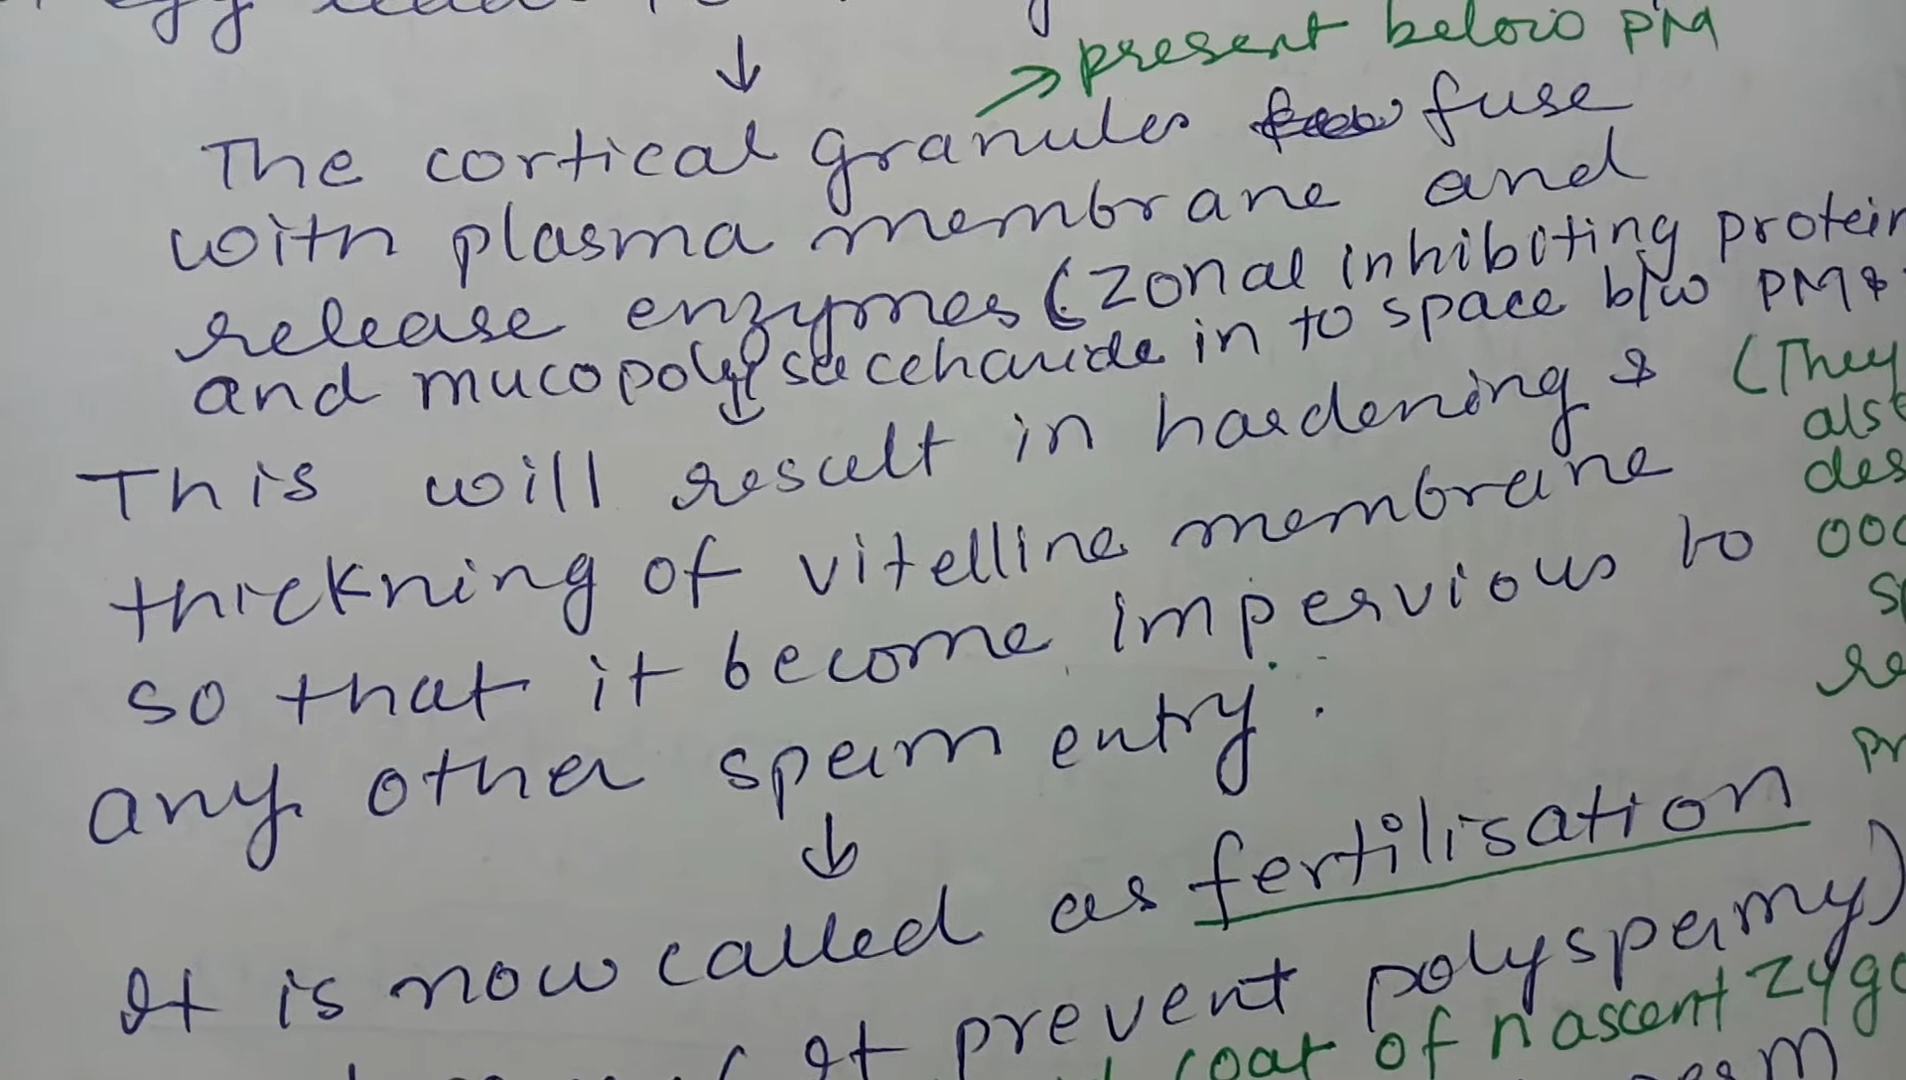 present below PM
The cortical granules fuse
with plasma membrane and
release enzymes (zonal inhibiting protein
and mucopolysaccharide in to space b/w PM &
This will result in hardening & (They
thickning of vitelline membrane
so that it become impervious to
any other sperm entry.
It is now called as fertilisation
It prevent polyspermy)
coat of nascent